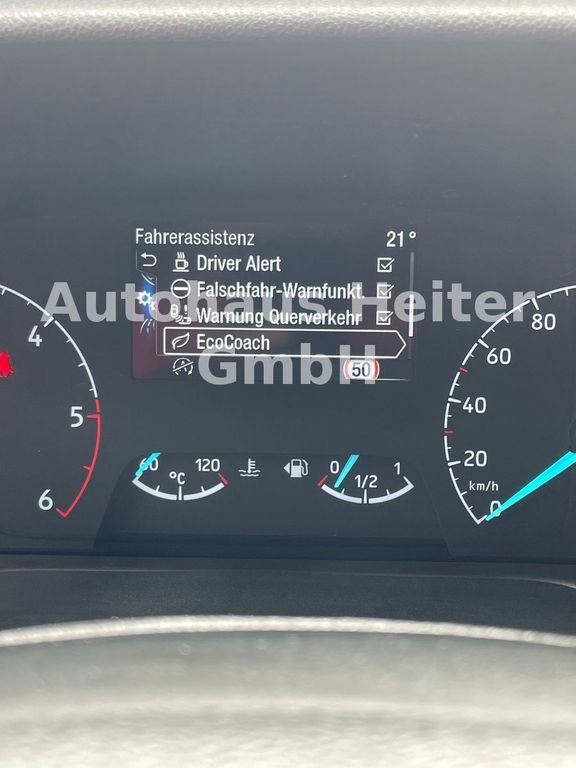 Fahrerassistenz 21°
Driver Alert
Falschfahr-Warnfunkt.
Warnung Querverkehr
EcoCoach
50
Autohaus Heiter
GmbH
4
5
6
60 120
°C
0 1/2 1
80
60
40
20
km/h
0